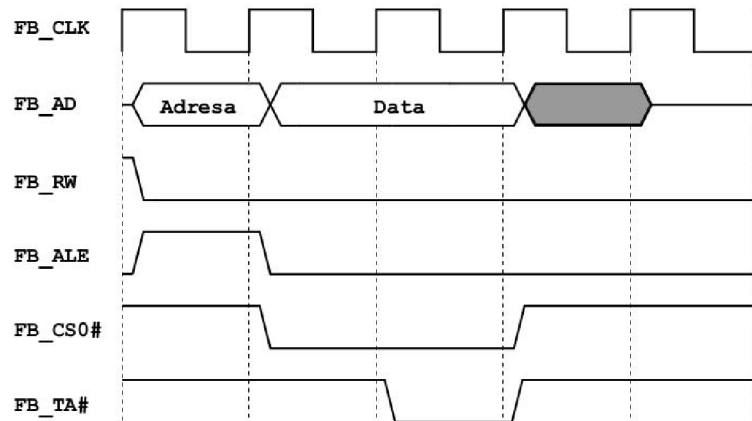 FB_CLK
FB_AD Adresa Data
FB_RW
FB_ALE
FB_CS0#
FB_TA#